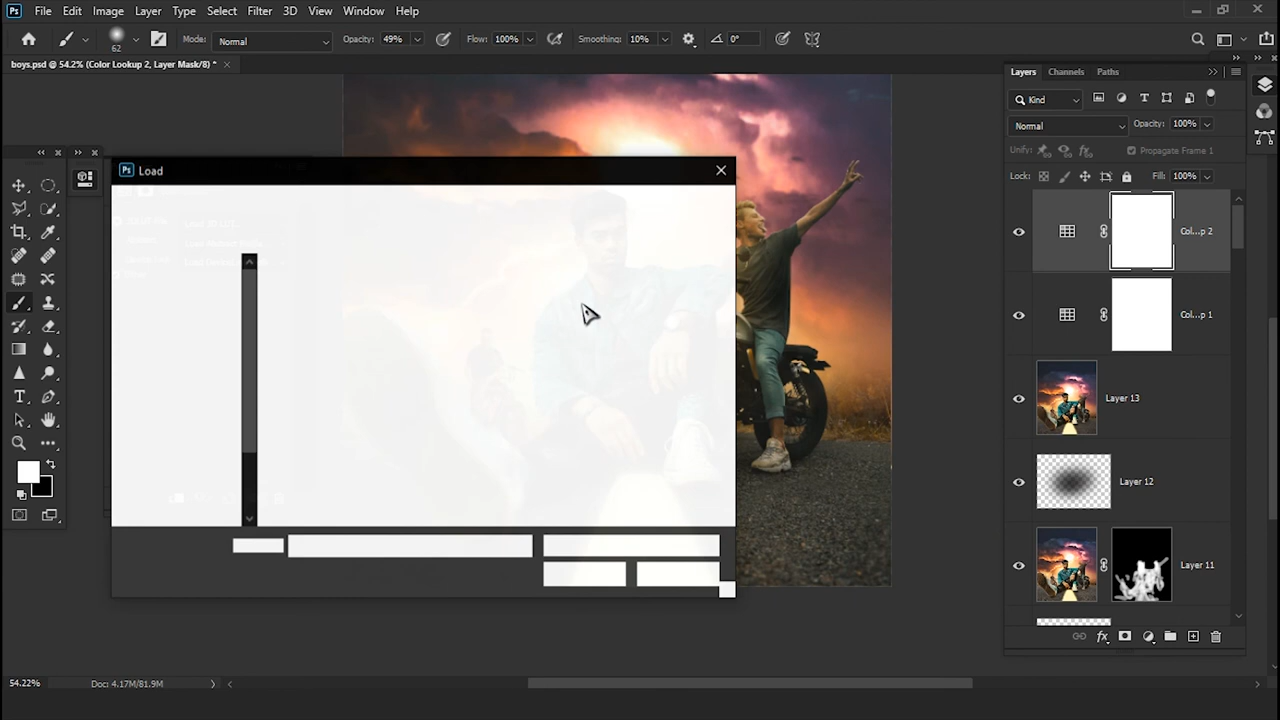 Ps File Edit Image Layer Type Select Filter 3D View Window Help
62 Mode: Normal Opacity: 49% Flow: 100% Smoothing: 10% 0°
boys.psd @ 54.2% (Color Lookup 2, Layer Mask/8) *
Layers Channels Paths
Kind
Normal Opacity: 100%
Unify: Propagate Frame 1
Lock: Fill: 100%
Ps Load
Col...p 2
Col...p 1
Layer 13
Layer 12
Layer 11
54.22% Doc: 4.17M/81.9M